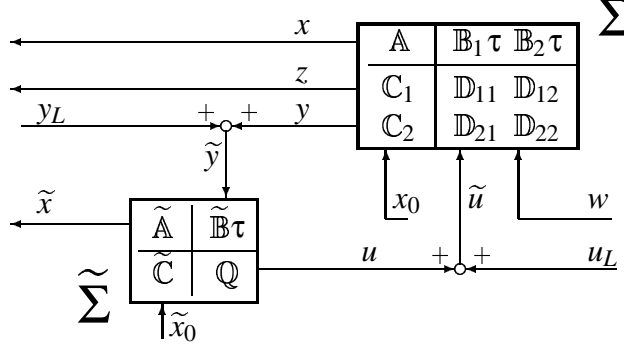 x 𝔸 𝔹₁τ 𝔹₂τ Σ
z ℂ₁ 𝔻₁₁ 𝔻₁₂
y_L + + y ℂ₂ 𝔻₂₁ 𝔻₂₂
ỹ
x̃ x₀ ũ w
𝔸̃ 𝔹̃τ
ℂ̃ ℚ u + + u_L
Σ̃
x̃₀